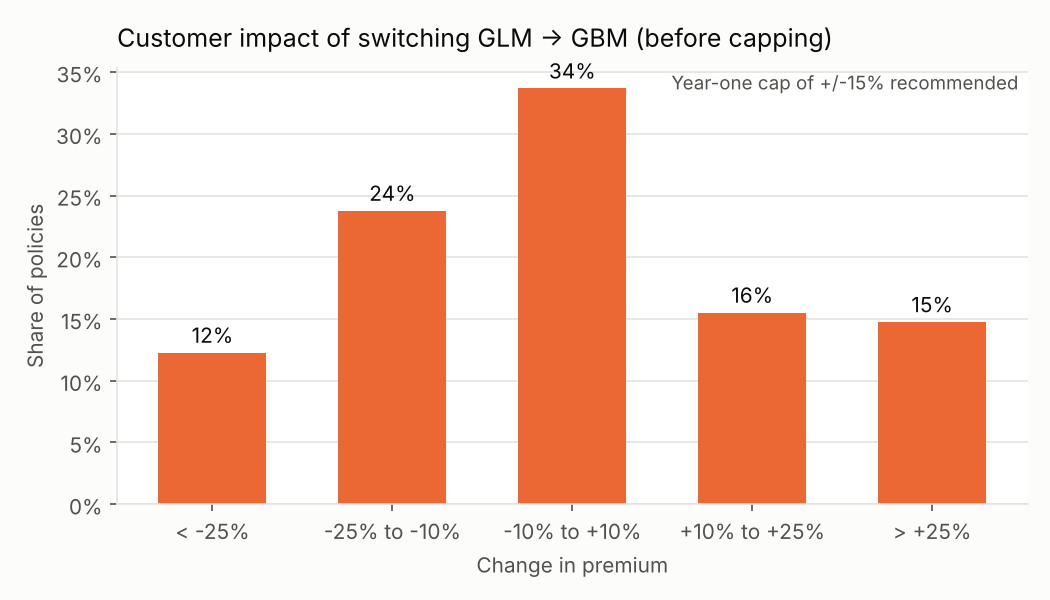 Customer impact of switching GLM → GBM (before capping)
Year-one cap of +/-15% recommended
35%
30%
25%
20%
15%
10%
5%
0%
Share of policies
12%
24%
34%
16%
15%
< -25%
-25% to -10%
-10% to +10%
+10% to +25%
> +25%
Change in premium